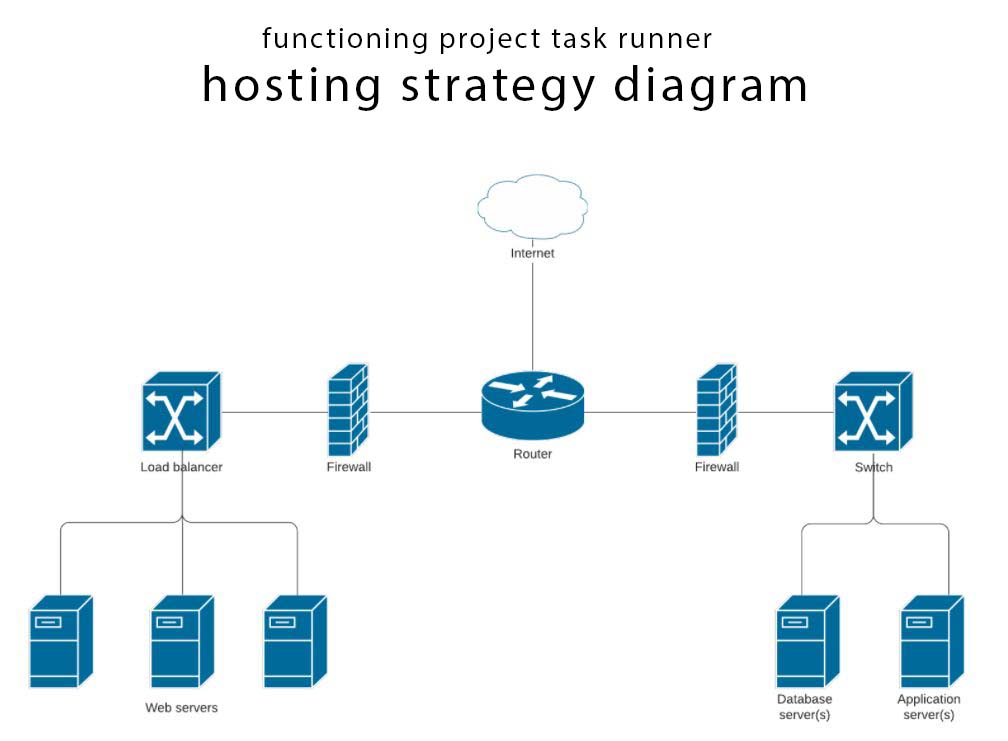 functioning project task runner
hosting strategy diagram
Internet
Load balancer
Firewall
Router
Firewall
Switch
Web servers
Database
server(s)
Application
server(s)